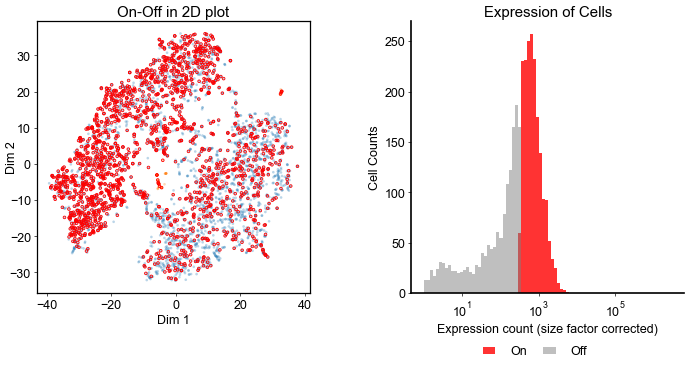 On-Off in 2D plot
30
20
10
0
−10
−20
−30
Dim 2
−40
−20
0
20
40
Dim 1
Expression of Cells
250
200
150
100
50
0
Cell Counts
10^1
10^3
10^5
Expression count (size factor corrected)
On
Off